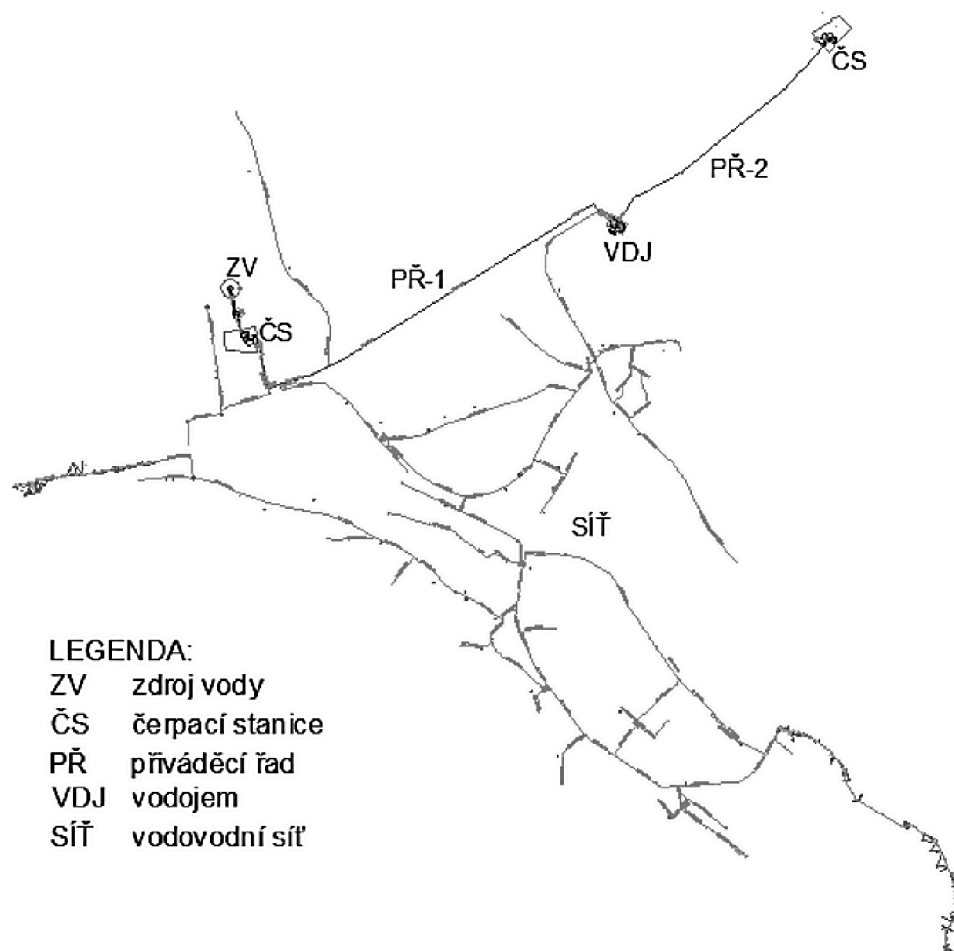 ČS
PŘ-2
VDJ
ZV
PŘ-1
ČS
SÍŤ
LEGENDA:
ZV zdroj vody
ČS čerpací stanice
PŘ přiváděcí řad
VDJ vodojem
SÍŤ vodovodní síť